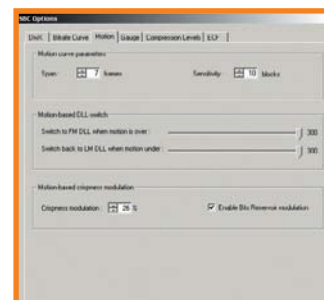 NBC Options
DivX Bitrate Curve Motion Gauge Compression Levels ECF
Motion curve parameters
Span: 7 frames Sensitivity 10 blocks
Motion based DLL switch
Switch to FM DLL when motion is over: 300
Switch back to LM DLL when motion under: 300
Motion-based crispness modulation
Crispness modulation: 26 % Enable Bits Reservoir modulation